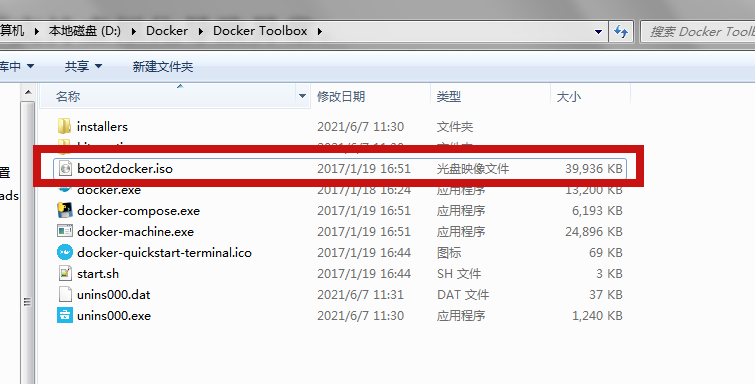 算机 ▸ 本地磁盘 (D:) ▸ Docker ▸ Docker Toolbox ▸
搜索 Docker Toolb
库中 ▼ 共享 ▼ 新建文件夹
名称 修改日期 类型 大小
installers 2021/6/7 11:30 文件夹
boot2docker.iso 2017/1/19 16:51 光盘映像文件 39,936 KB
docker.exe 2017/1/18 16:24 应用程序 13,200 KB
docker-compose.exe 2017/1/19 16:51 应用程序 6,193 KB
docker-machine.exe 2017/1/19 16:51 应用程序 24,896 KB
docker-quickstart-terminal.ico 2017/1/19 16:44 图标 69 KB
start.sh 2017/1/19 16:44 SH 文件 3 KB
unins000.dat 2021/6/7 11:31 DAT 文件 37 KB
unins000.exe 2021/6/7 11:30 应用程序 1,240 KB
置
ads